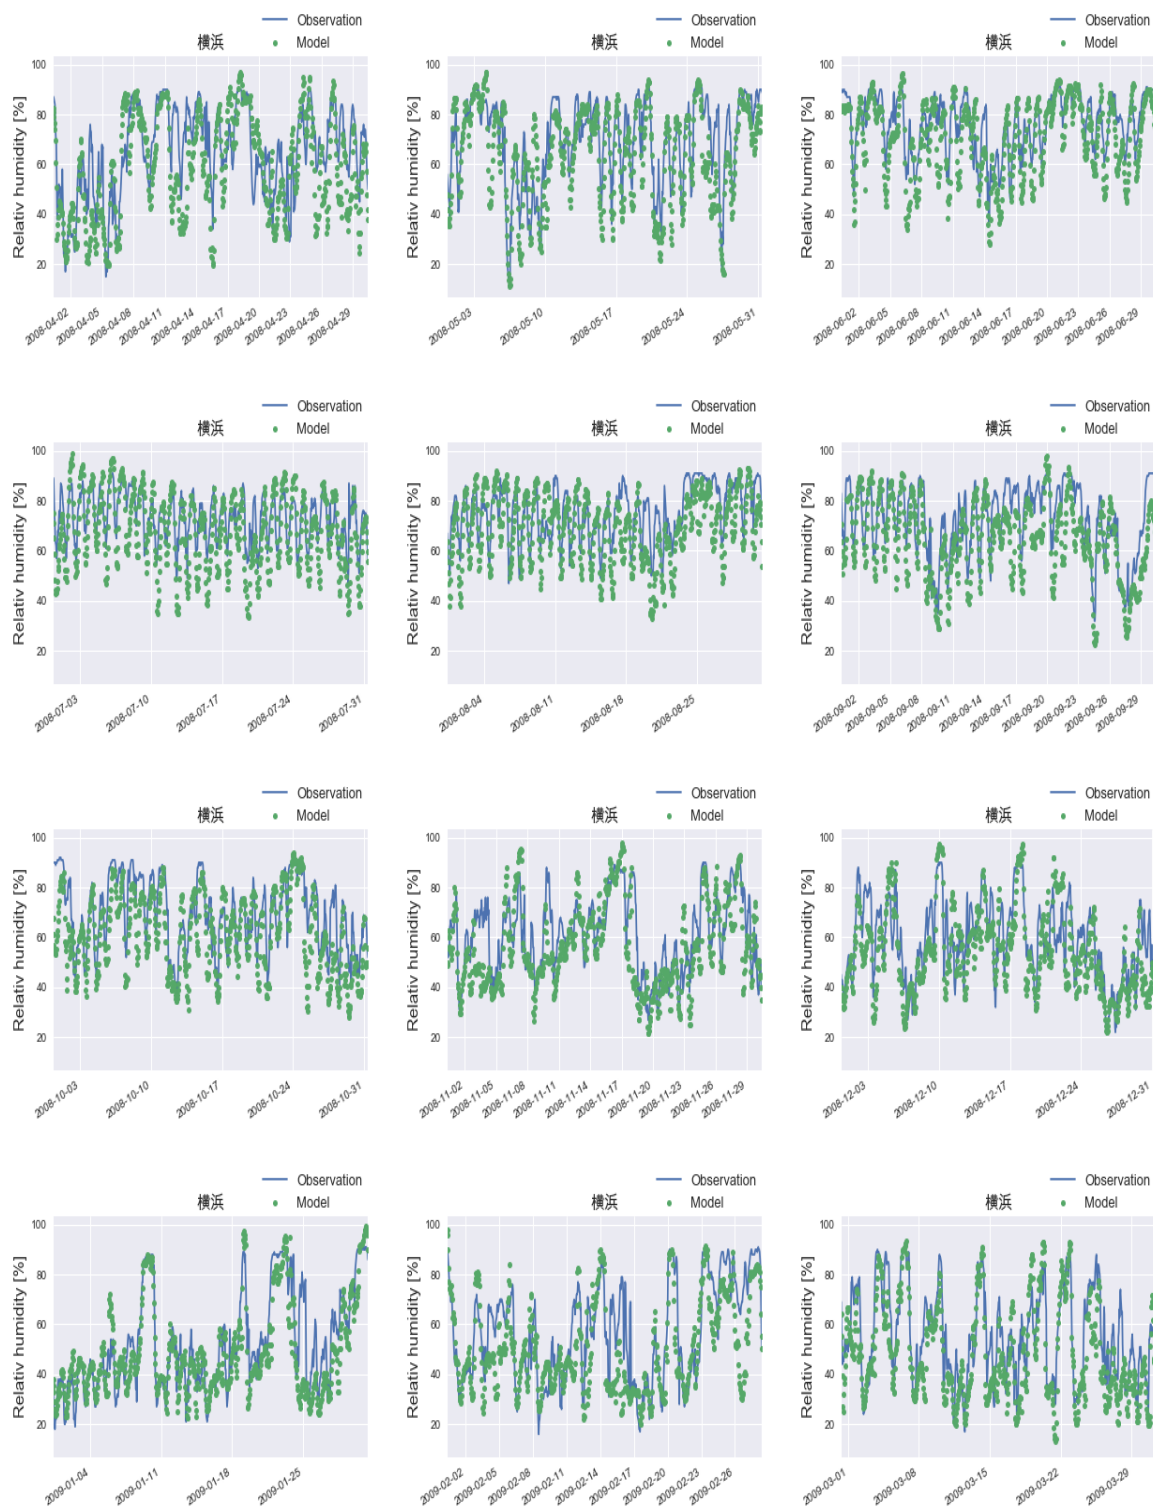 Observation Observation Observation
横浜 Model 横浜 Model 横浜 Model
Relativ humidity [%] Relativ humidity [%] Relativ humidity [%]
100 100 100
80 80 80
60 60 60
40 40 40
20 20 20
2008-04-02 2008-04-05 2008-04-08 2008-04-11 2008-04-14 2008-04-17 2008-04-20 2008-04-23 2008-04-26 2008-04-29 2008-05-03 2008-05-10 2008-05-17 2008-05-24 2008-05-31 2008-06-02 2008-06-05 2008-06-08 2008-06-11 2008-06-14 2008-06-17 2008-06-20 2008-06-23 2008-06-26 2008-06-29
Observation Observation Observation
横浜 Model 横浜 Model 横浜 Model
Relativ humidity [%] Relativ humidity [%] Relativ humidity [%]
100 100 100
80 80 80
60 60 60
40 40 40
20 20 20
2008-07-03 2008-07-10 2008-07-17 2008-07-24 2008-07-31 2008-08-04 2008-08-11 2008-08-18 2008-08-25 2008-09-02 2008-09-05 2008-09-08 2008-09-11 2008-09-14 2008-09-17 2008-09-20 2008-09-23 2008-09-26 2008-09-29
Observation Observation Observation
横浜 Model 横浜 Model 横浜 Model
Relativ humidity [%] Relativ humidity [%] Relativ humidity [%]
100 100 100
80 80 80
60 60 60
40 40 40
20 20 20
2008-10-03 2008-10-10 2008-10-17 2008-10-24 2008-10-31 2008-11-02 2008-11-05 2008-11-08 2008-11-11 2008-11-14 2008-11-17 2008-11-20 2008-11-23 2008-11-26 2008-11-29 2008-12-03 2008-12-10 2008-12-17 2008-12-24 2008-12-31
Observation Observation Observation
横浜 Model 横浜 Model 横浜 Model
Relativ humidity [%] Relativ humidity [%] Relativ humidity [%]
100 100 100
80 80 80
60 60 60
40 40 40
20 20 20
2009-01-04 2009-01-11 2009-01-18 2009-01-25 2009-02-02 2009-02-05 2009-02-08 2009-02-11 2009-02-14 2009-02-17 2009-02-20 2009-02-23 2009-02-26 2009-03-01 2009-03-08 2009-03-15 2009-03-22 2009-03-29